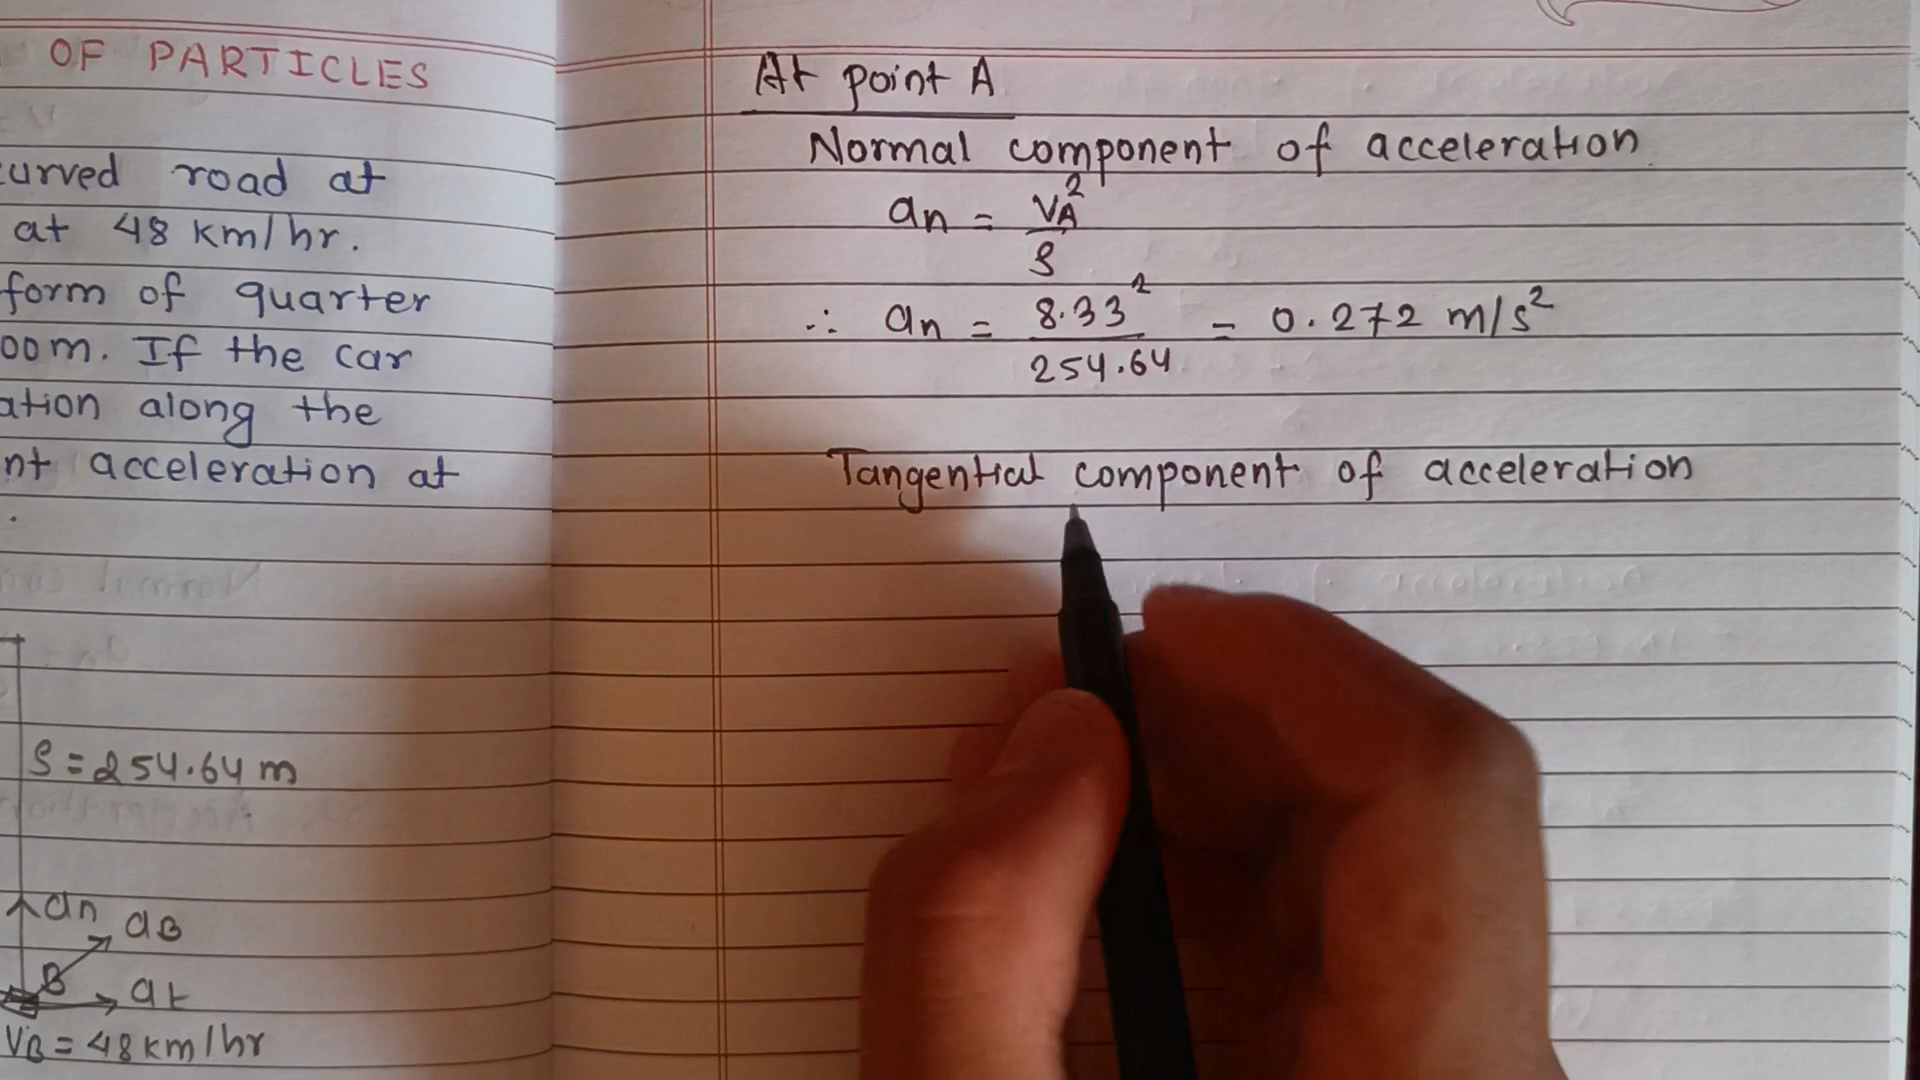 OF PARTICLES
curved road at
at 48 km/hr.
form of quarter
00m. If the car
ation along the
nt acceleration at
.
S = 254.64 m
an
aB
B
at
VB = 48 km/hr
At point A
Normal component of acceleration
an = VA²
S
∴ an = 8.33² = 0.272 m/s²
254.64
Tangential component of acceleration